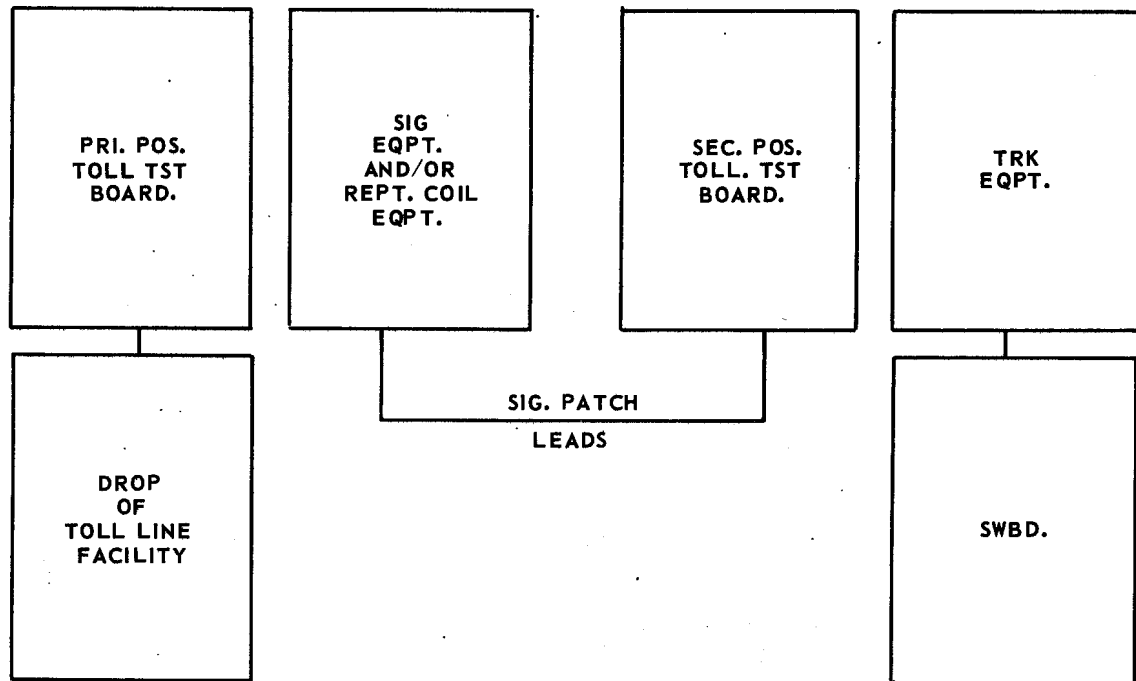 PRI. POS.
TOLL TST
BOARD.
SIG
EQPT.
AND/OR
REPT. COIL
EQPT.
SEC. POS.
TOLL. TST
BOARD.
TRK
EQPT.
SIG. PATCH
LEADS
DROP
OF
TOLL LINE
FACILITY
SWBD.